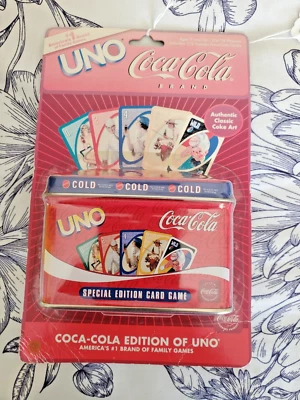 UNO
Coca-Cola
BRAND
Authentic
Classic
Coke Art
COLD COLD COLD
UNO
Coca-Cola
SPECIAL EDITION CARD GAME
COCA-COLA EDITION OF UNO®
AMERICA'S #1 BRAND OF FAMILY GAMES